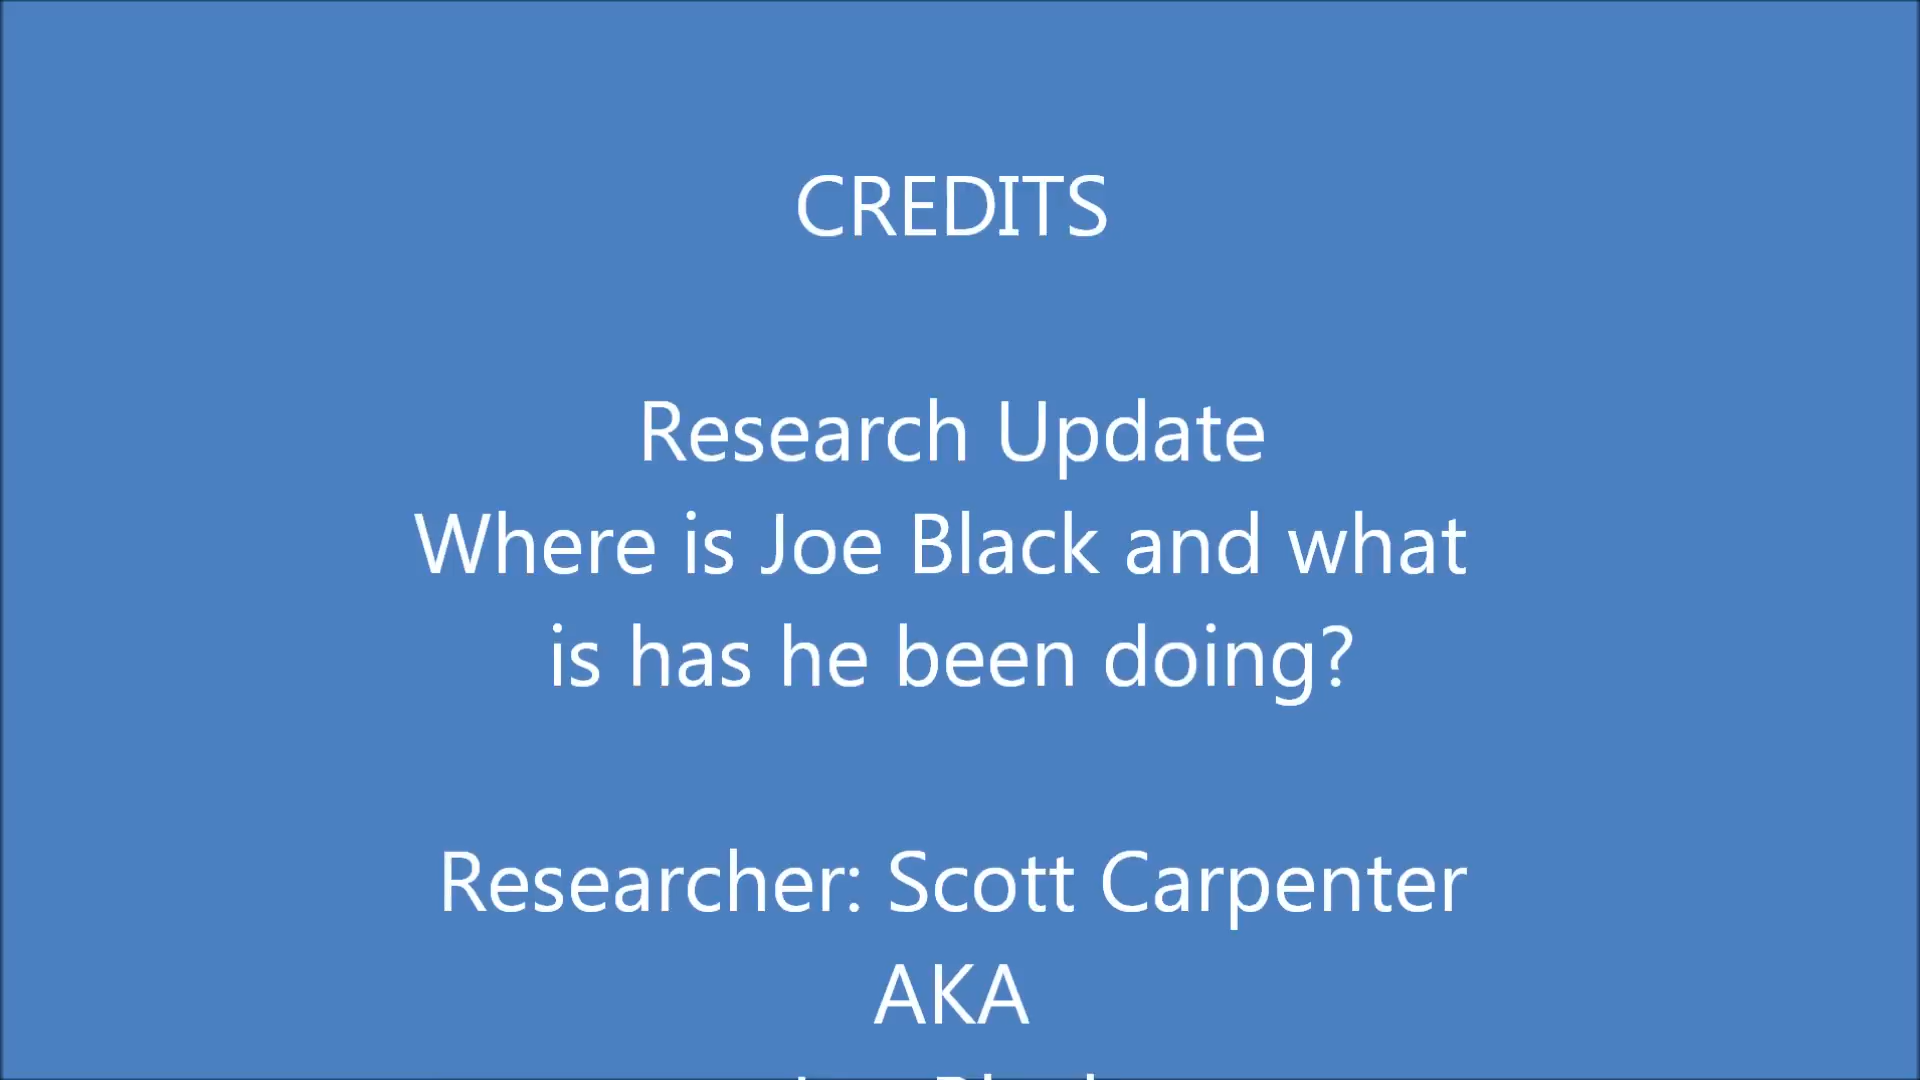 CREDITS
Research Update
Where is Joe Black and what
is has he been doing?
Researcher: Scott Carpenter
AKA